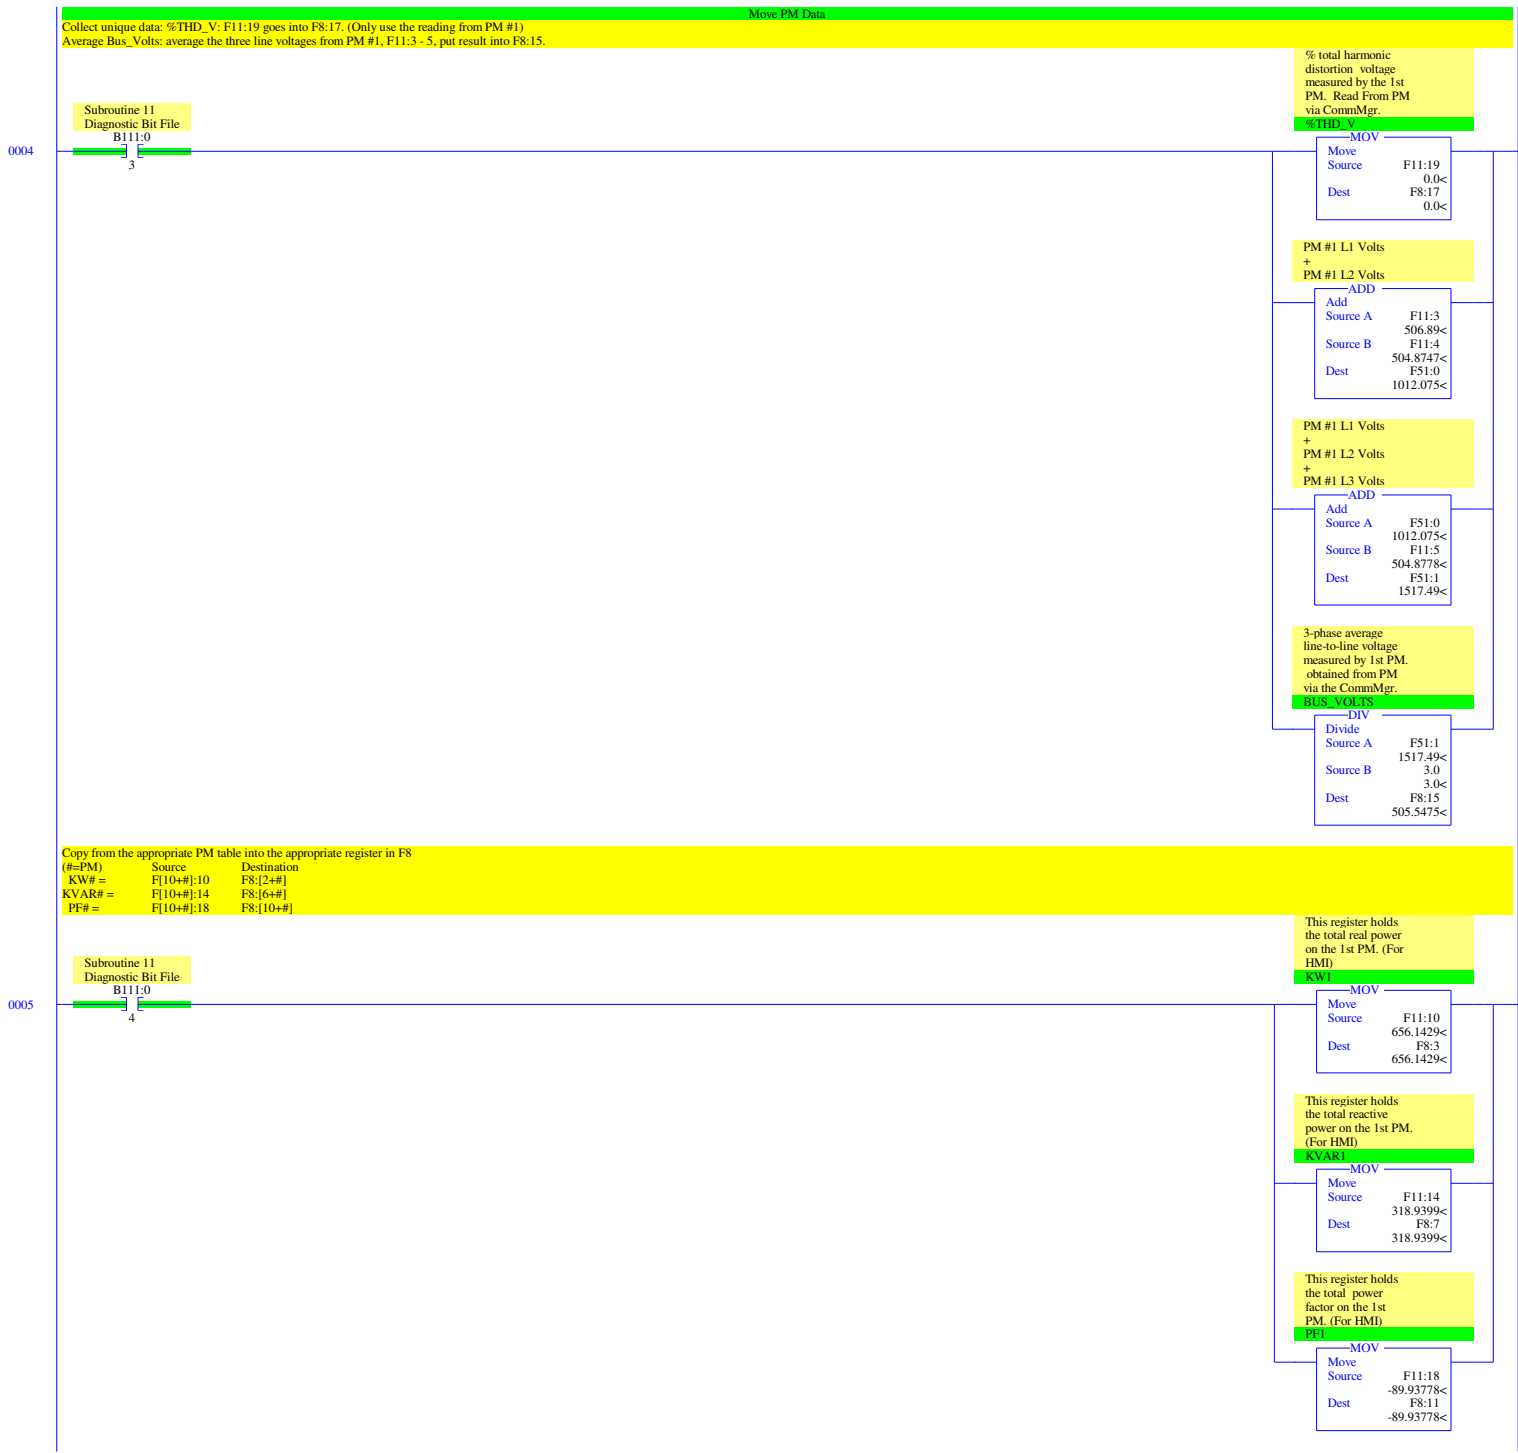 Move PM Data
Collect unique data: %THD_V: F11:19 goes into F8:17. (Only use the reading from PM #1)
Average Bus_Volts: average the three line voltages from PM #1, F11:3 - 5, put result into F8:15.
% total harmonic
distortion  voltage
measured by the 1st
PM.  Read From PM
via CommMgr.
%THD_V
Subroutine 11
Diagnostic Bit File
B111:0
3
0004
MOV
Move
Source F11:19
0.0<
Dest F8:17
0.0<
PM #1 L1 Volts
+
PM #1 L2 Volts
ADD
Add
Source A F11:3
506.89<
Source B F11:4
504.8747<
Dest F51:0
1012.075<
PM #1 L1 Volts
+
PM #1 L2 Volts
+
PM #1 L3 Volts
ADD
Add
Source A F51:0
1012.075<
Source B F11:5
504.8778<
Dest F51:1
1517.49<
3-phase average
line-to-line voltage
measured by 1st PM.
obtained from PM
via the CommMgr.
BUS_VOLTS
DIV
Divide
Source A F51:1
1517.49<
Source B 3.0
3.0<
Dest F8:15
505.5475<
Copy from the appropriate PM table into the appropriate register in F8
(#=PM) Source Destination
KW# = F[10+#]:10 F8:[2+#]
KVAR# = F[10+#]:14 F8:[6+#]
PF# = F[10+#]:18 F8:[10+#]
This register holds
the total real power
on the 1st PM. (For
HMI)
KW1
Subroutine 11
Diagnostic Bit File
B111:0
4
0005
MOV
Move
Source F11:10
656.1429<
Dest F8:3
656.1429<
This register holds
the total reactive
power on the 1st PM.
(For HMI)
KVAR1
MOV
Move
Source F11:14
318.9399<
Dest F8:7
318.9399<
This register holds
the total  power
factor on the 1st
PM. (For HMI)
PF1
MOV
Move
Source F11:18
-89.93778<
Dest F8:11
-89.93778<